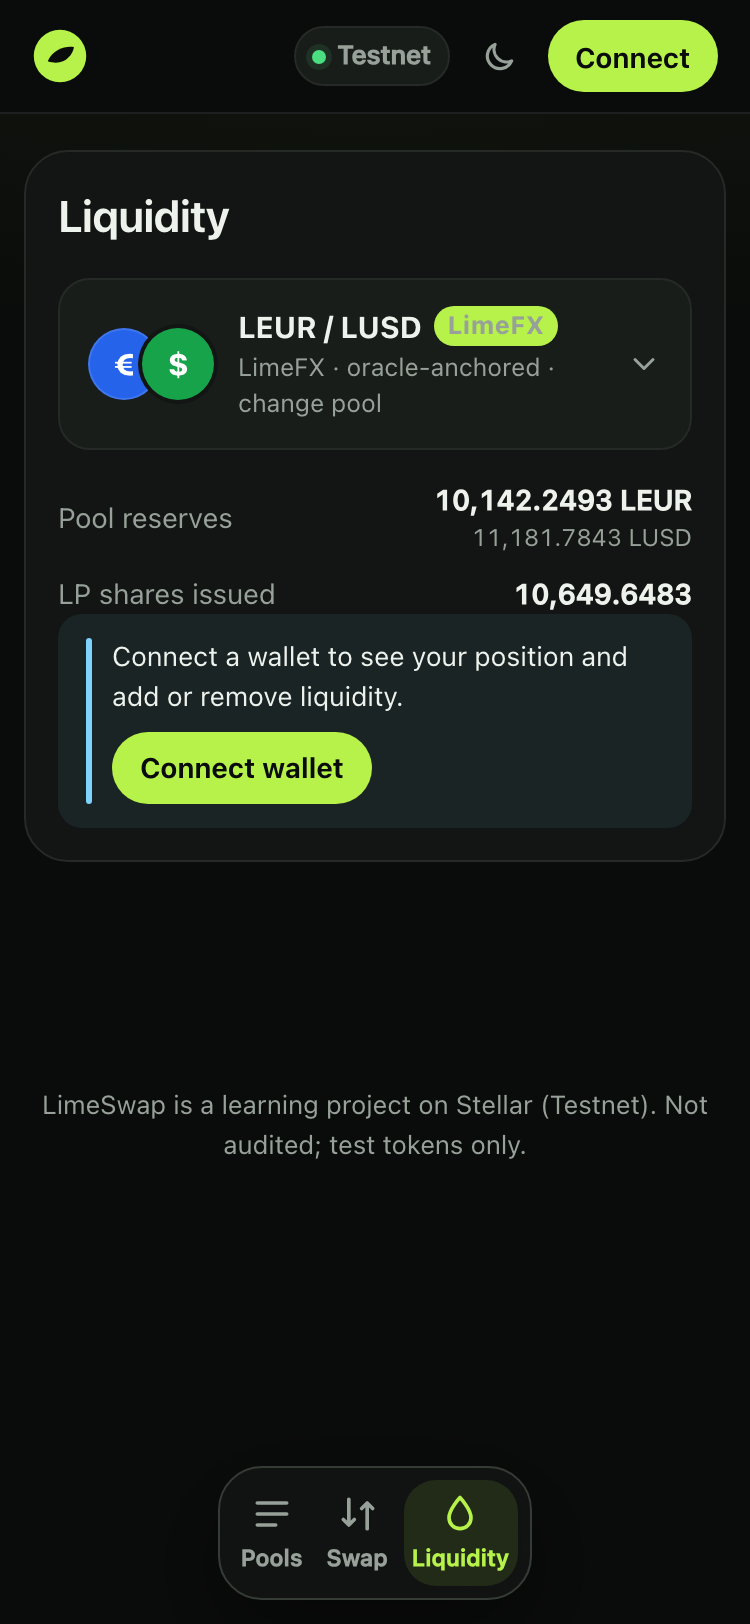 Testnet
Connect
Liquidity
€ $
LEUR / LUSD LimeFX
LimeFX · oracle-anchored ·
change pool
Pool reserves
10,142.2493 LEUR
11,181.7843 LUSD
LP shares issued
10,649.6483
Connect a wallet to see your position and
add or remove liquidity.
Connect wallet
LimeSwap is a learning project on Stellar (Testnet). Not
audited; test tokens only.
Pools
Swap
Liquidity